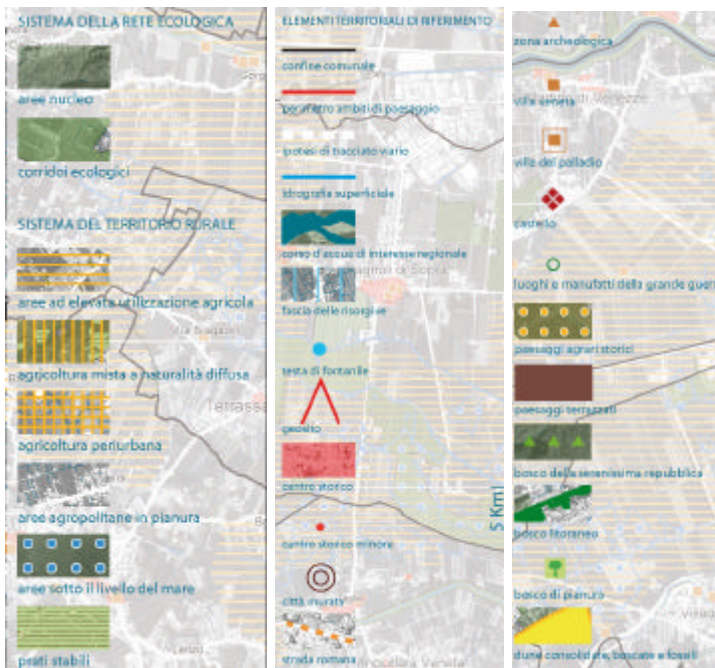 SISTEMA DELLA RETE ECOLOGICA
aree nucleo
corridoi ecologici
SISTEMA DEL TERRITORIO RURALE
aree ad elevata utilizzazione agricola
agricoltura mista a naturalità diffusa
agricoltura periurbana
aree agropolitane in pianura
aree sotto il livello del mare
prati stabili
ELEMENTI TERRITORIALI DI RIFERIMENTO
confine comunale
perimetro ambiti di paesaggio
ipotesi di tracciato viario
idrografia superficiale
corso d'acqua di interesse regionale
fascia delle risorgive
testa di fontanile
geosito
centro storico
5 Km
centro storico minore
città murata
strada romana
zona archeologica
villa veneta
villa del palladio
castello
luoghi e manufatti della grande guerr
paesaggi agrari storici
paesaggi terrazzati
bosco della serenissima repubblica
bosco litoraneo
bosco di pianura
dune consolidate, boscate e fossili